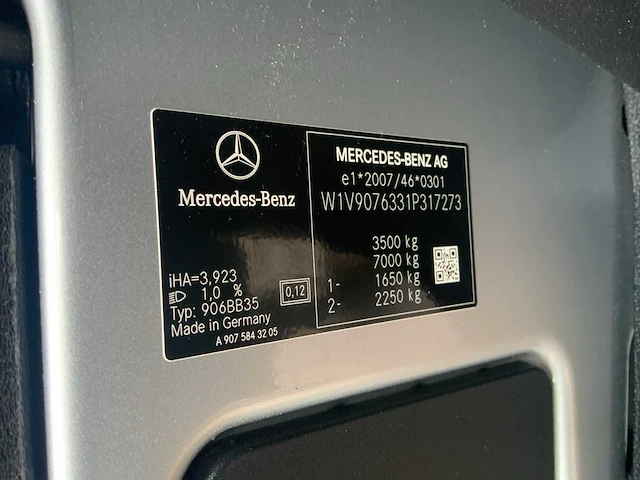 Mercedes-Benz
iHA=3,923
1,0 %
Typ: 906BB35
Made in Germany
A 907 584 32 05
0,12
MERCEDES-BENZ AG
e1*2007/46*0301
W1V9076331P317273
3500 kg
7000 kg
1- 1650 kg
2- 2250 kg